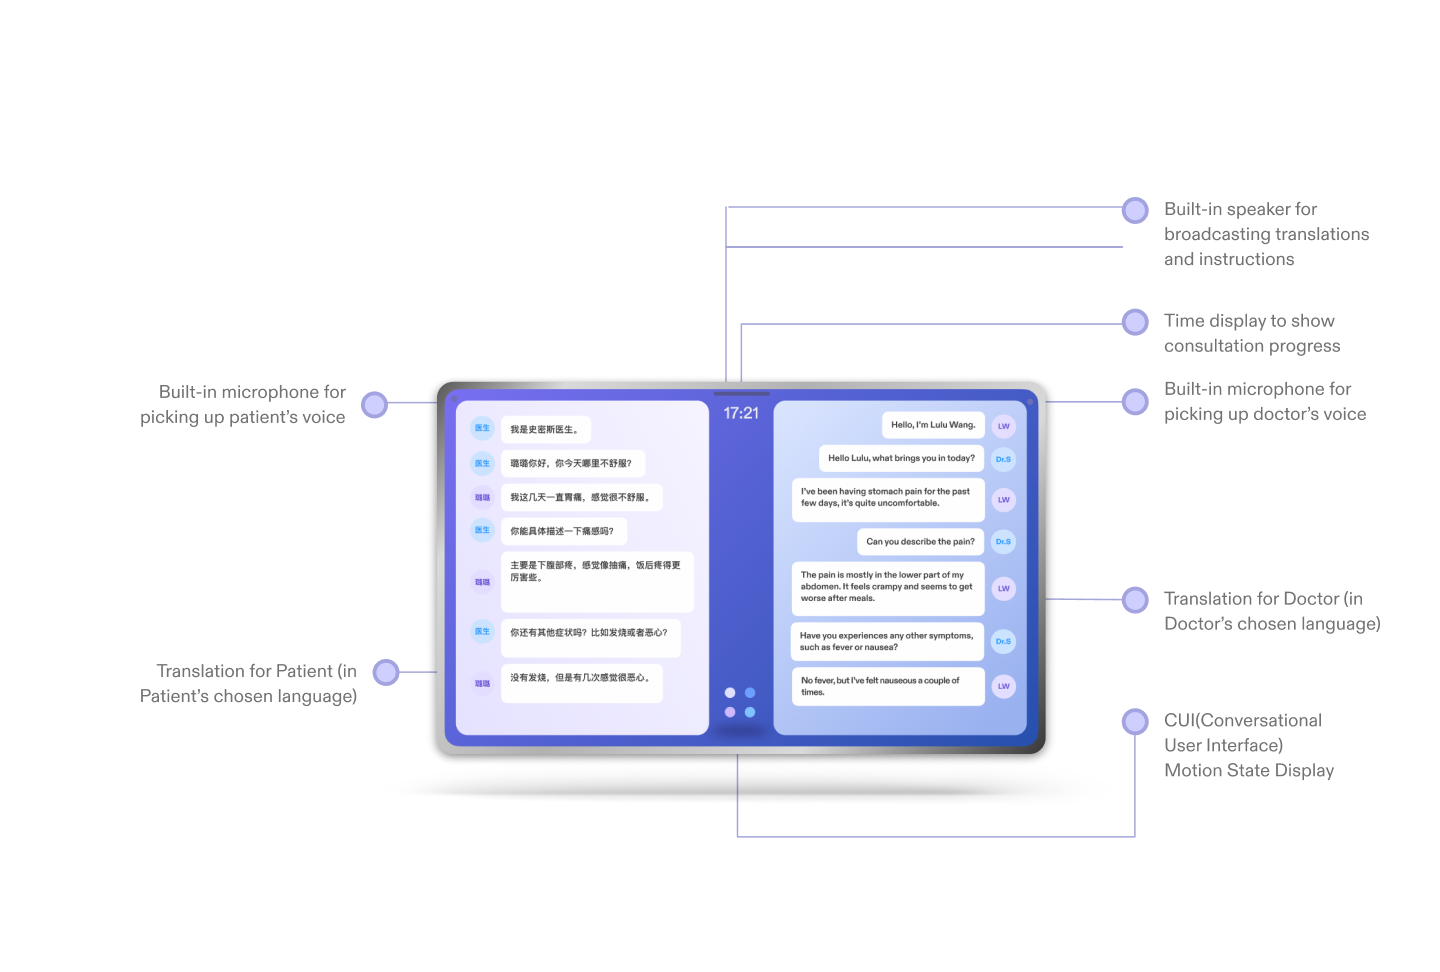 Built-in speaker for
broadcasting translations
and instructions
Time display to show
consultation progress
Built-in microphone for
picking up patient's voice
Built-in microphone for
picking up doctor's voice
Translation for Patient (in
Patient's chosen language)
Translation for Doctor (in
Doctor's chosen language)
CUI(Conversational
User Interface)
Motion State Display
医生
我是史密斯医生。
医生
璐璐你好，你今天哪里不舒服？
璐璐
我这几天一直胃痛，感觉很不舒服。
医生
你能具体描述一下痛感吗？
璐璐
主要是下腹部疼，感觉像抽痛，饭后疼得更
厉害些。
医生
你还有其他症状吗？比如发烧或者恶心？
璐璐
没有发烧，但是有几次感觉很恶心。
17:21
Hello, I'm Lulu Wang.
LW
Hello Lulu, what brings you in today?
Dr.S
I've been having stomach pain for the past
few days, it's quite uncomfortable.
LW
Can you describe the pain?
Dr.S
The pain is mostly in the lower part of my
abdomen. It feels crampy and seems to get
worse after meals.
LW
Have you experiences any other symptoms,
such as fever or nausea?
Dr.S
No fever, but I've felt nauseous a couple of
times.
LW